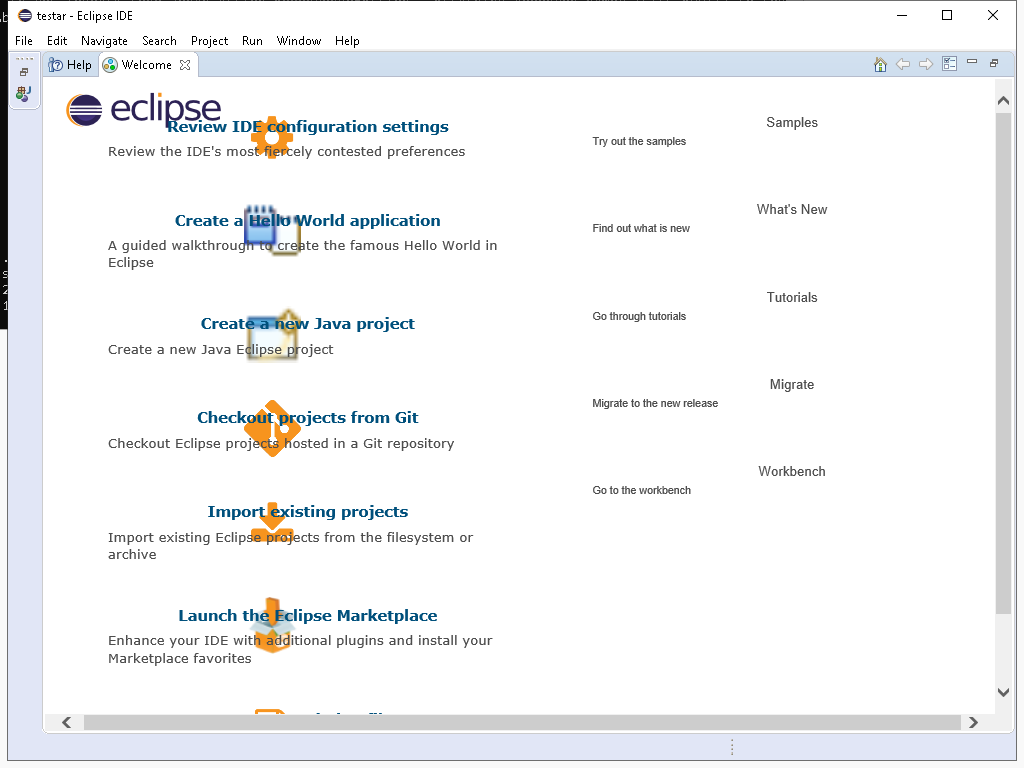 testar - Eclipse IDE
File Edit Navigate Search Project Run Window Help
Help Welcome
eclipse
Review IDE configuration settings
Review the IDE's most fiercely contested preferences
Create a Hello World application
A guided walkthrough to create the famous Hello World in
Eclipse
Create a new Java project
Create a new Java Eclipse project
Checkout projects from Git
Checkout Eclipse projects hosted in a Git repository
Import existing projects
Import existing Eclipse projects from the filesystem or
archive
Launch the Eclipse Marketplace
Enhance your IDE with additional plugins and install your
Marketplace favorites
Samples
Try out the samples
What's New
Find out what is new
Tutorials
Go through tutorials
Migrate
Migrate to the new release
Workbench
Go to the workbench